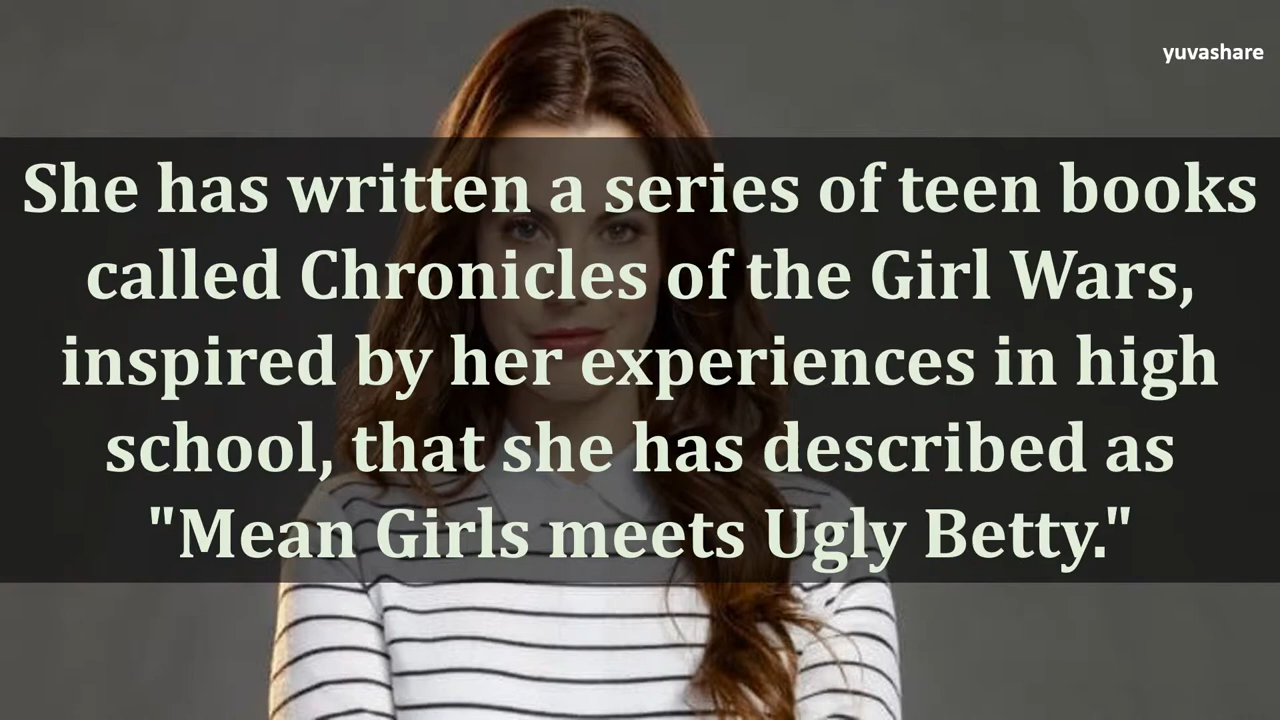 yuvashare
She has written a series of teen books
called Chronicles of the Girl Wars,
inspired by her experiences in high
school, that she has described as
"Mean Girls meets Ugly Betty."